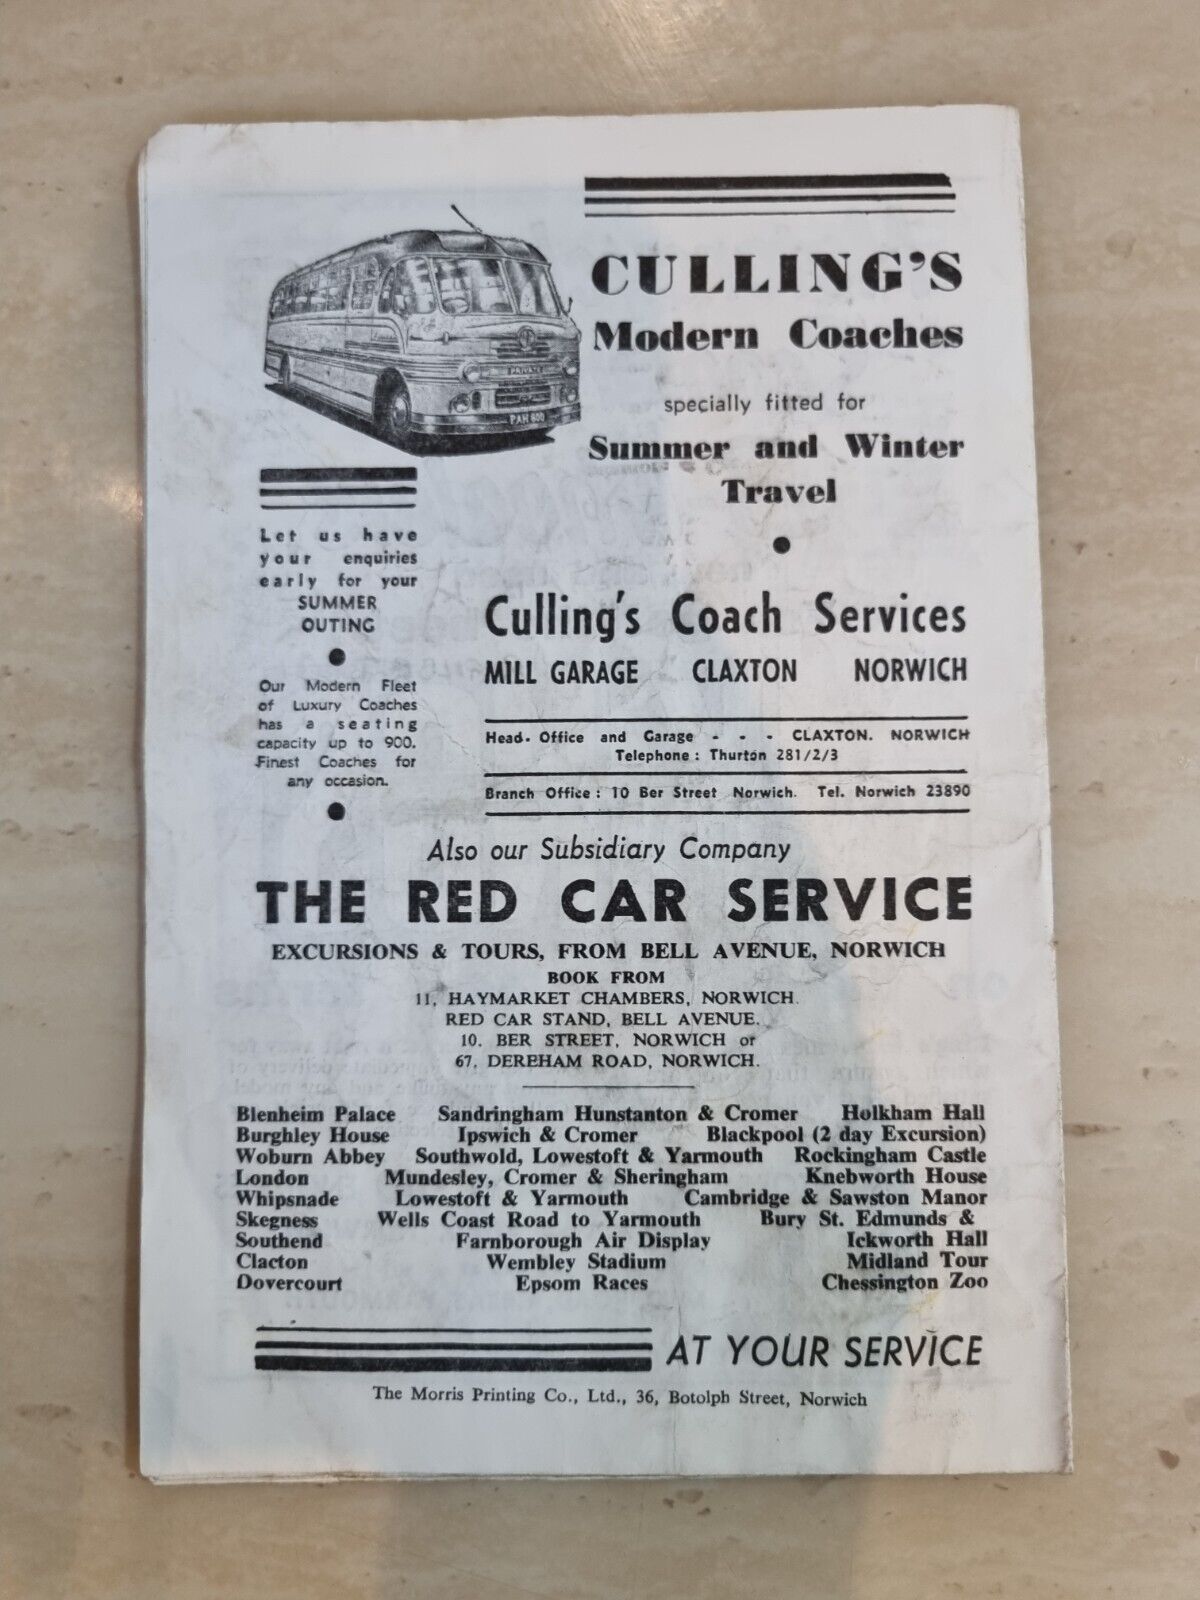 CULLING'S
Modern Coaches
specially fitted for
Summer and Winter
Travel
PRIVATE
PAH 800
Let us have
your enquiries
early for your
SUMMER
OUTING
Our Modern Fleet
of Luxury Coaches
has a seating
capacity up to 900.
Finest Coaches for
any occasion.
Culling's Coach Services
MILL GARAGE CLAXTON NORWICH
Head. Office and Garage - - - CLAXTON. NORWICH
Telephone: Thurton 281/2/3
Branch Office: 10 Ber Street Norwich. Tel. Norwich 23890
Also our Subsidiary Company
THE RED CAR SERVICE
EXCURSIONS & TOURS, FROM BELL AVENUE, NORWICH
BOOK FROM
11, HAYMARKET CHAMBERS, NORWICH.
RED CAR STAND, BELL AVENUE.
10. BER STREET, NORWICH or
67, DEREHAM ROAD, NORWICH.
Blenheim Palace Sandringham Hunstanton & Cromer Holkham Hall
Burghley House Ipswich & Cromer Blackpool (2 day Excursion)
Woburn Abbey Southwold, Lowestoft & Yarmouth Rockingham Castle
London Mundesley, Cromer & Sheringham Knebworth House
Whipsnade Lowestoft & Yarmouth Cambridge & Sawston Manor
Skegness Wells Coast Road to Yarmouth Bury St. Edmunds &
Southend Farnborough Air Display Ickworth Hall
Clacton Wembley Stadium Midland Tour
Dovercourt Epsom Races Chessington Zoo
AT YOUR SERVICE
The Morris Printing Co., Ltd., 36, Botolph Street, Norwich